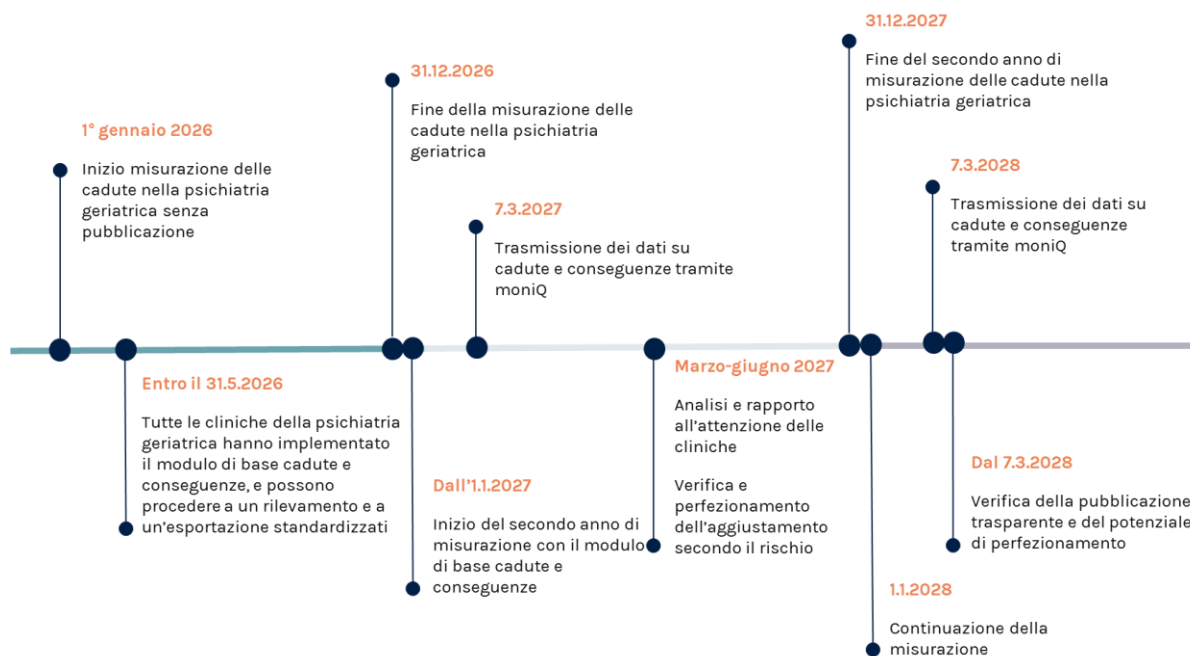 1° gennaio 2026
Inizio misurazione delle
cadute nella psichiatria
geriatrica senza
pubblicazione
Entro il 31.5.2026
Tutte le cliniche della psichiatria
geriatrica hanno implementato
il modulo di base cadute e
conseguenze, e possono
procedere a un rilevamento e a
un'esportazione standardizzati
31.12.2026
Fine della misurazione delle
cadute nella psichiatria
geriatrica
Dall'1.1.2027
Inizio del secondo anno di
misurazione con il modulo
di base cadute e
conseguenze
7.3.2027
Trasmissione dei dati su
cadute e conseguenze tramite
moniQ
Marzo-giugno 2027
Analisi e rapporto
all'attenzione delle
cliniche
Verifica e
perfezionamento
dell'aggiustamento
secondo il rischio
31.12.2027
Fine del secondo anno di
misurazione delle cadute nella
psichiatria geriatrica
1.1.2028
Continuazione della
misurazione
7.3.2028
Trasmissione dei dati su
cadute e conseguenze
tramite moniQ
Dal 7.3.2028
Verifica della pubblicazione
trasparente e del potenziale
di perfezionamento